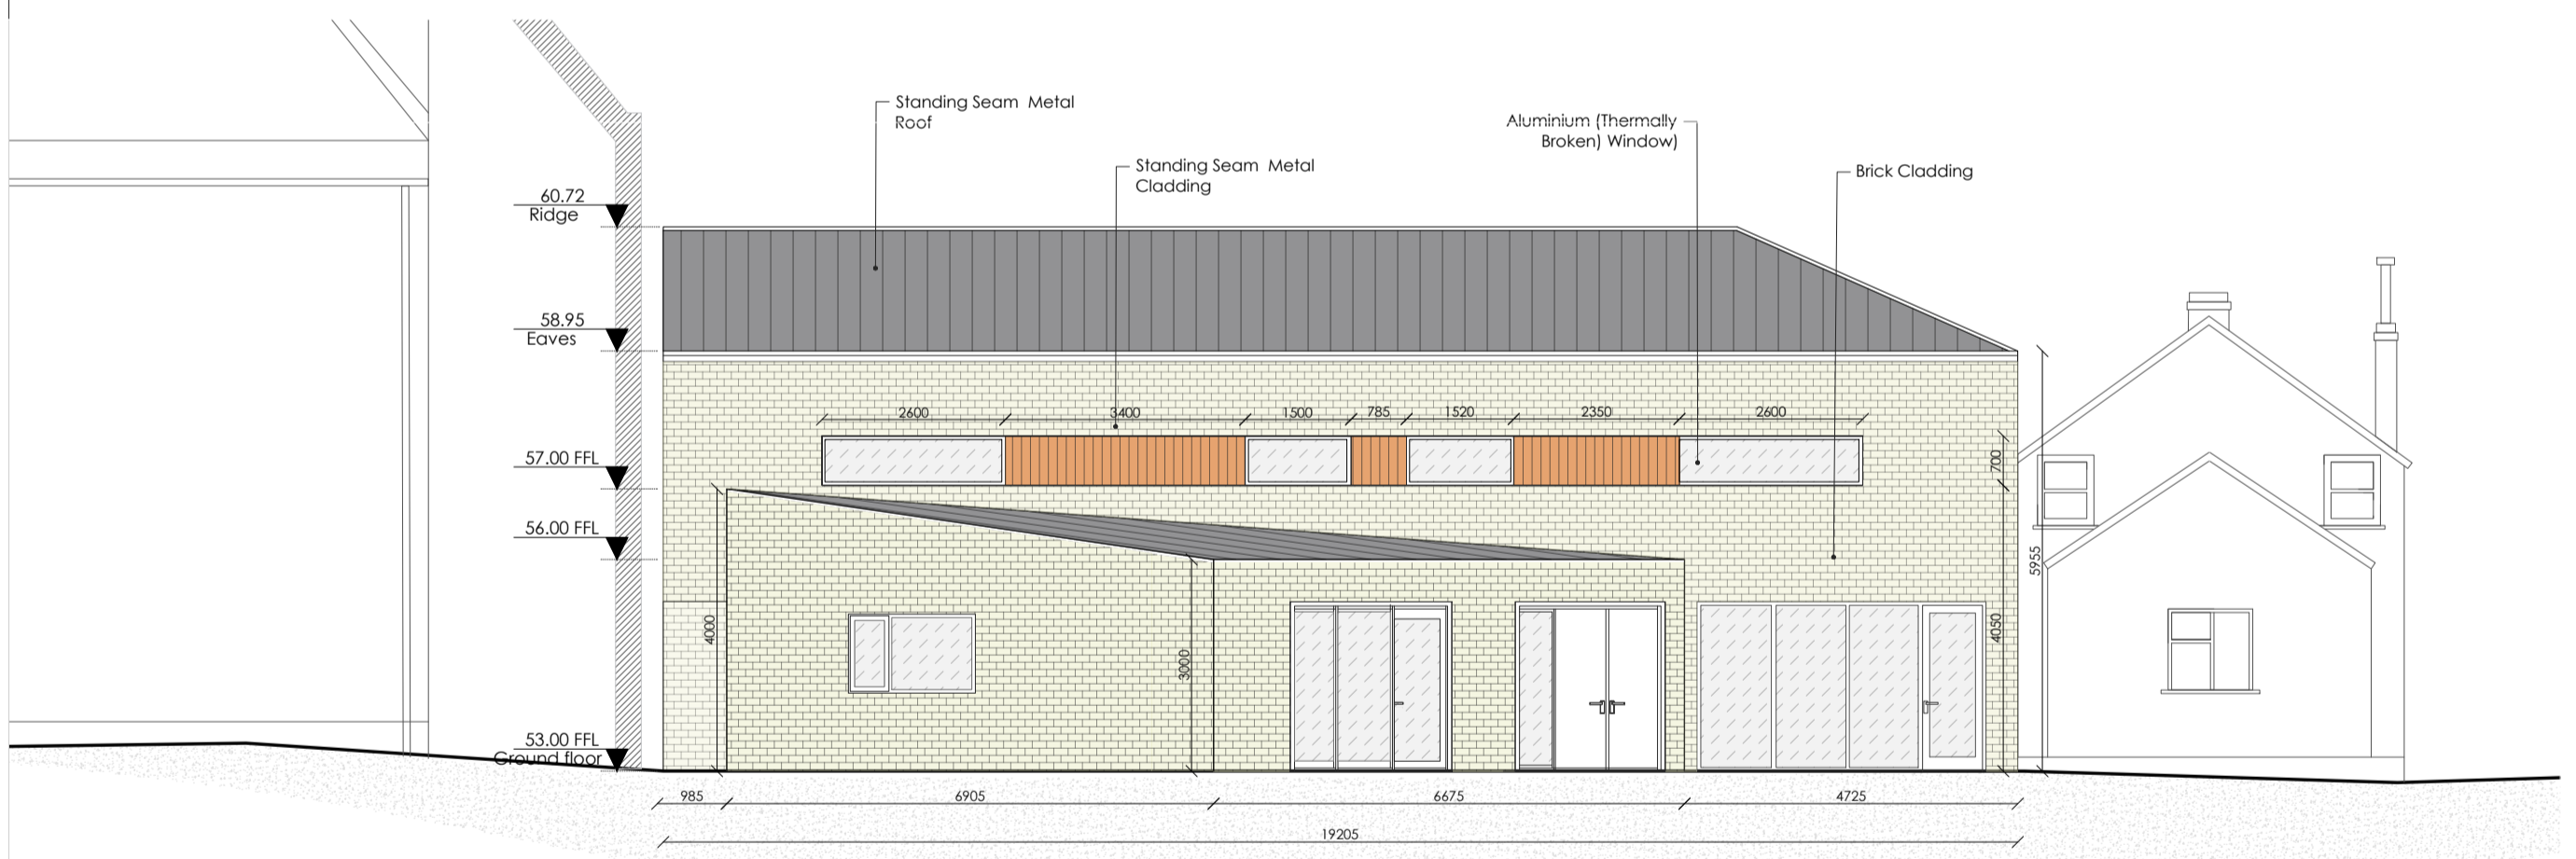 Standing Seam Metal
Roof
Aluminium (Thermally
Broken) Window)
Standing Seam Metal
Cladding
Brick Cladding
60.72
Ridge
58.95
Eaves
2600
3400
1500
785
1520
2350
2600
57.00 FFL
700
56.00 FFL
5955
4000
3000
4050
53.00 FFL
Ground floor
985
6905
6675
4725
19205